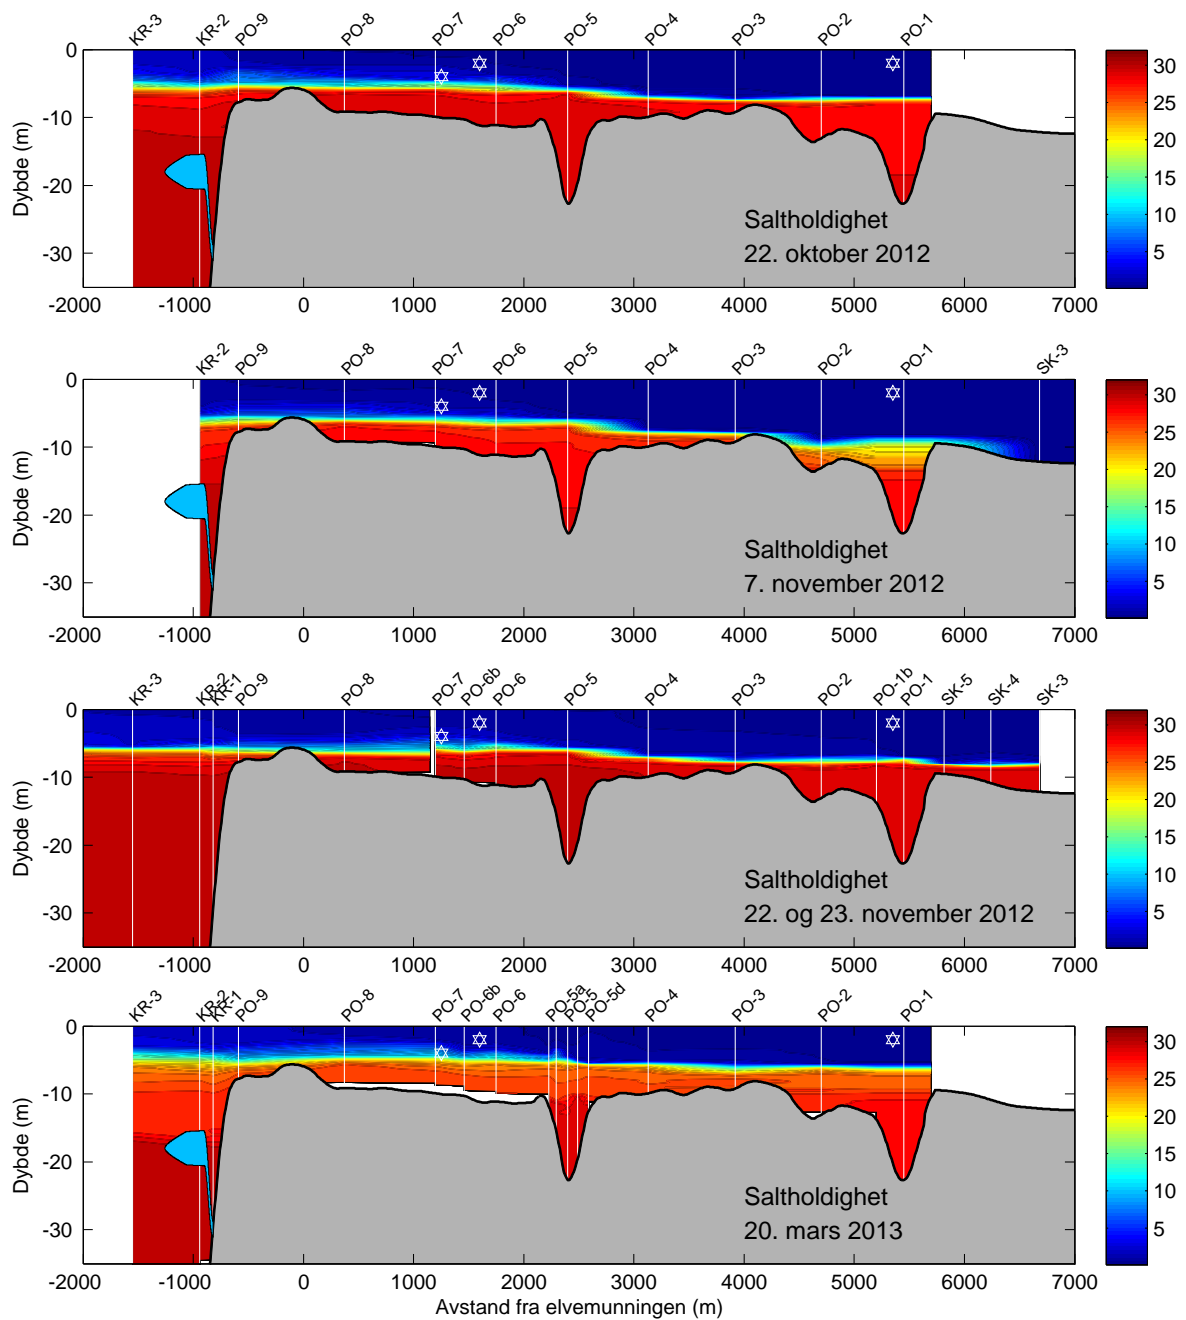 KR-3 KR-2 PO-9 PO-8 PO-7 PO-6 PO-5 PO-4 PO-3 PO-2 PO-1
0
-10
-20
-30
Dybde (m)
Saltholdighet
22. oktober 2012
30
25
20
15
10
5
-2000 -1000 0 1000 2000 3000 4000 5000 6000 7000
KR-2 PO-9 PO-8 PO-7 PO-6 PO-5 PO-4 PO-3 PO-2 PO-1 SK-3
0
-10
-20
-30
Dybde (m)
Saltholdighet
7. november 2012
30
25
20
15
10
5
-2000 -1000 0 1000 2000 3000 4000 5000 6000 7000
KR-3 KR-2 KR-1 PO-9 PO-8 PO-7 PO-6b PO-6 PO-5 PO-4 PO-3 PO-2 PO-1b PO-1 SK-5 SK-4 SK-3
0
-10
-20
-30
Dybde (m)
Saltholdighet
22. og 23. november 2012
30
25
20
15
10
5
-2000 -1000 0 1000 2000 3000 4000 5000 6000 7000
KR-3 KR-2 KR-1 PO-9 PO-8 PO-7 PO-6b PO-6 PO-5a PO-5 PO-5d PO-4 PO-3 PO-2 PO-1
0
-10
-20
-30
Dybde (m)
Saltholdighet
20. mars 2013
30
25
20
15
10
5
-2000 -1000 0 1000 2000 3000 4000 5000 6000 7000
Avstand fra elvemunningen (m)